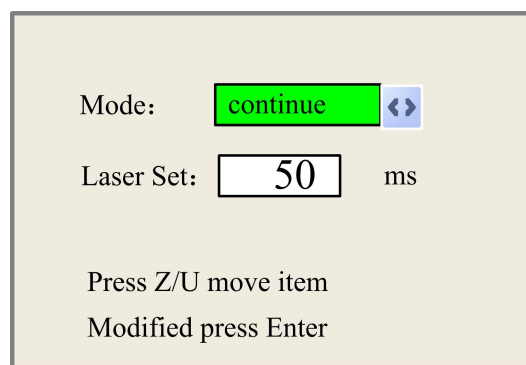 Mode： continue
Laser Set： 50 ms
Press Z/U move item
Modified press Enter